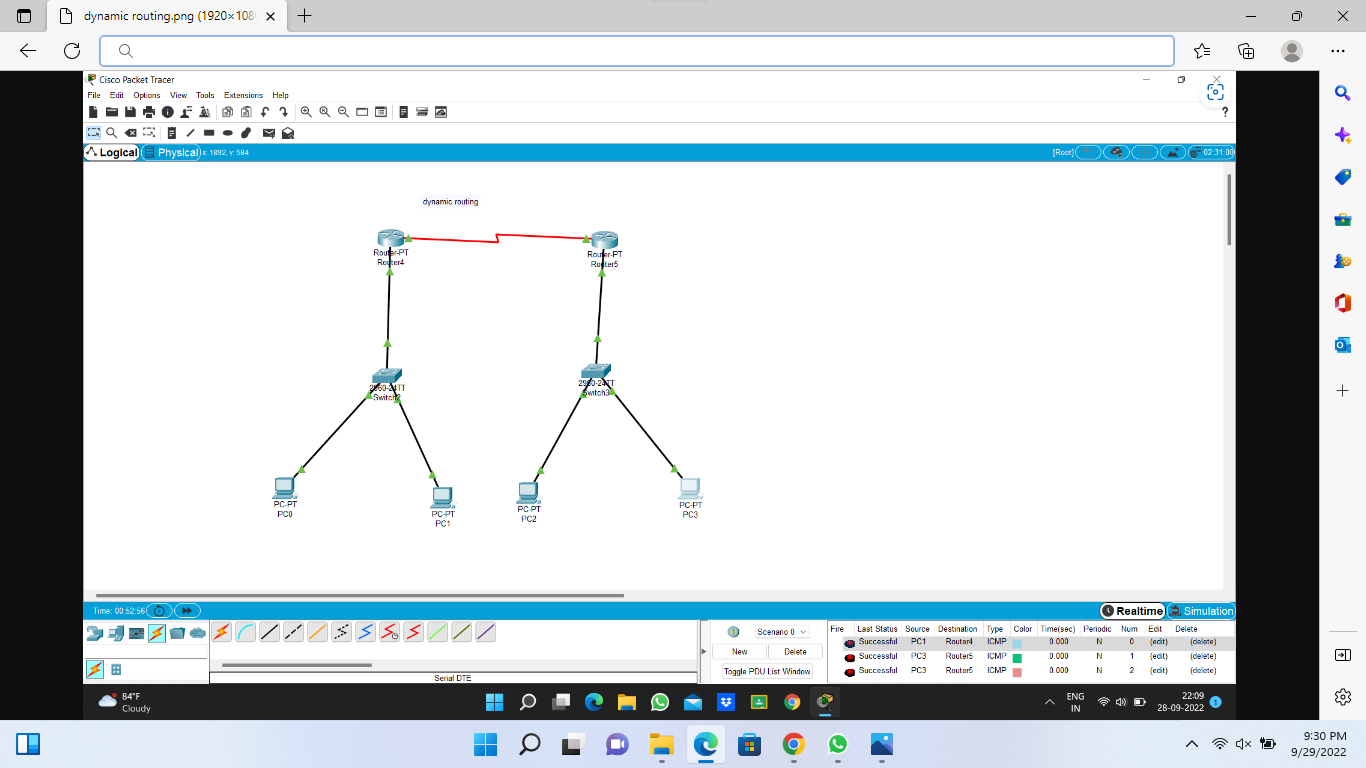 dynamic routing.png (1920×108
Cisco Packet Tracer
File Edit Options View Tools Extensions Help
?
Logical Physical x: 1892, y: 584 [Root] 02:31:00
dynamic routing
Router-PT
Router4
Router-PT
Router5
2960-24TT
Switch2
2960-24TT
Switch3
PC-PT
PC0
PC-PT
PC1
PC-PT
PC2
PC-PT
PC3
Time: 00:52:56 Realtime Simulation
Scenario 0
New Delete
Toggle PDU List Window
Serial DTE
Fire Last Status Source Destination Type Color Time(sec) Periodic Num Edit Delete
Successful PC1 Router4 ICMP 0.000 N 0 (edit) (delete)
Successful PC3 Router5 ICMP 0.000 N 1 (edit) (delete)
Successful PC3 Router5 ICMP 0.000 N 2 (edit) (delete)
84°F
Cloudy
ENG
IN
22:09
28-09-2022
1
9:30 PM
9/29/2022